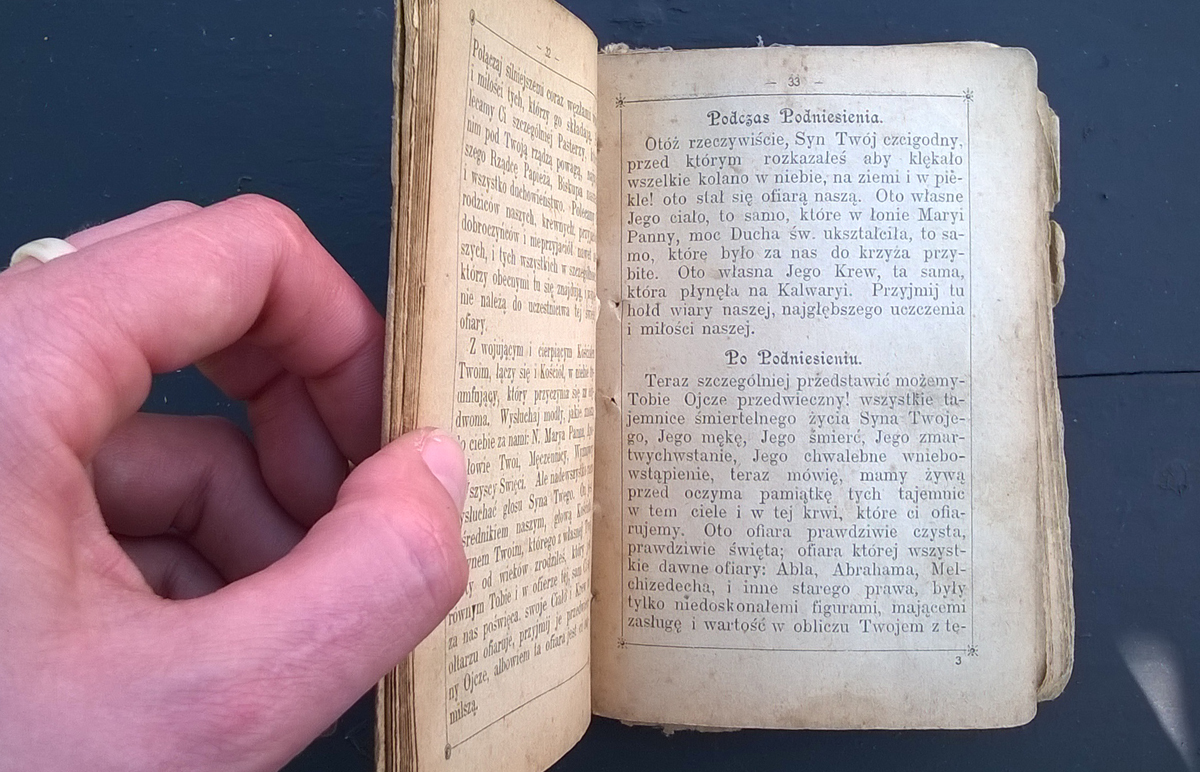 — 32
Połączaj silniejszemi coraz węzłami
i miłości tych, którzy go składają.
lecamy Ci szczególniej Pasterzy
nim pod Twoją rządzą powagą,
szego Rządcę Papieża, Biskupa
i wszystko duchowieństwo. Polecamy
rodziców naszych, krewnych,
dobroczyńców i nieprzyjaciół
szych, i tych wszystkich w
którzy obecnymi tu się znajdują,
nie należą do uczestnictwa tej
ofiary.
Z wojującym i cierpiącym Kościołem
Twoim, łączy się i Kościół, w niebie
umfujący, który przyczynia się za
dwoma. Wysłuchaj modły, jakie
o ciebie za nami: N. Marya Panna,
łowie Twoi, Męczennicy,
szyscy Święci. Ale nadewszystko
słuchać głosu Syna Twego.
średnikiem naszym, głową
ynem Twoim, którego z własnej
od wieków zrodziłeś, który
równym Tobie i w ofierze tej, sam
za nas poświęca, swoje Ciało i Krew
ołtarzu ofiaruje, przyjmij je
ny Ojcze, albowiem ta ofiara jest
milszą.
— 33 —
Podczas Podniesienia.
Otóż rzeczywiście, Syn Twój czcigodny,
przed którym rozkazałeś aby klękało
wszelkie kolano w niebie, na ziemi i w pie-
kle! oto stał się ofiarą naszą. Oto własne
Jego ciało, to samo, które w łonie Maryi
Panny, moc Ducha św. ukształciła, to sa-
mo, które było za nas do krzyża przy-
bite. Oto własna Jego Krew, ta sama,
która płynęła na Kalwaryi. Przyjmij tu
hołd wiary naszej, najgłębszego uczczenia
i miłości naszej.
Po Podniesieniu.
Teraz szczególniej przedstawić możemy-
Tobie Ojcze przedwieczny! wszystkie ta-
jemnice śmiertelnego życia Syna Twoje-
go, Jego mękę, Jego śmierć, Jego zmar-
twychwstanie, Jego chwalebne wniebo-
wstąpienie, teraz mówię, mamy żywą
przed oczyma pamiątkę tych tajemnic
w tem ciele i w tej krwi, które ci ofia-
rujemy. Oto ofiara prawdziwie czysta,
prawdziwie święta; ofiara której wszyst-
kie dawne ofiary: Abla, Abrahama, Mel-
chizedecha, i inne starego prawa, były
tylko niedoskonałemi figurami, mającemi
zasługę i wartość w obliczu Twojem z tę-
3